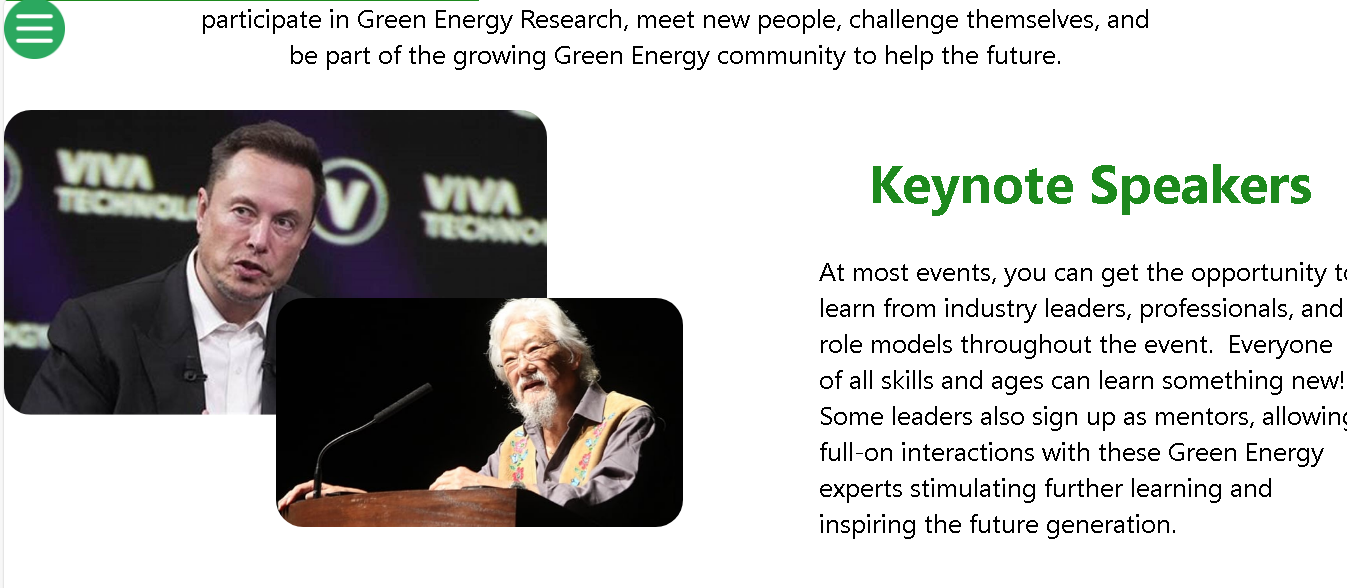 participate in Green Energy Research, meet new people, challenge themselves, and
be part of the growing Green Energy community to help the future.
VIVA
TECHNOLO
V
VIVA
TECHNO
OG
Keynote Speakers
At most events, you can get the opportunity to
learn from industry leaders, professionals, and
role models throughout the event.  Everyone
of all skills and ages can learn something new!
Some leaders also sign up as mentors, allowing
full-on interactions with these Green Energy
experts stimulating further learning and
inspiring the future generation.